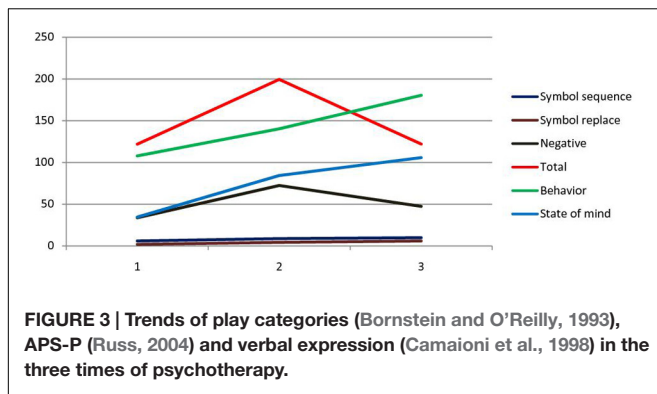 250
200
150
100
50
0
1 2 3
Symbol sequence
Symbol replace
Negative
Total
Behavior
State of mind
FIGURE 3 | Trends of play categories (Bornstein and O’Reilly, 1993),
APS-P (Russ, 2004) and verbal expression (Camaioni et al., 1998) in the
three times of psychotherapy.